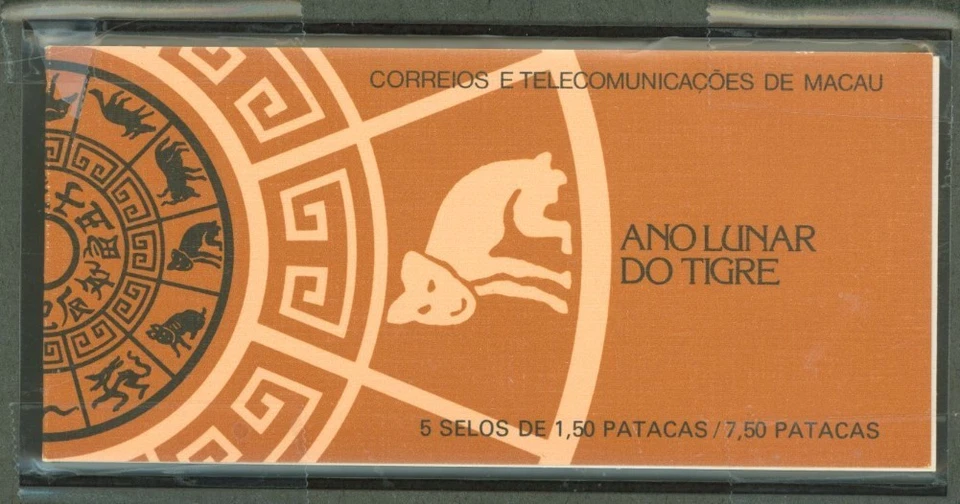 CORREIOS E TELECOMUNICAÇÕES DE MACAU
ANO LUNAR
DO TIGRE
5 SELOS DE 1,50 PATACAS / 7,50 PATACAS